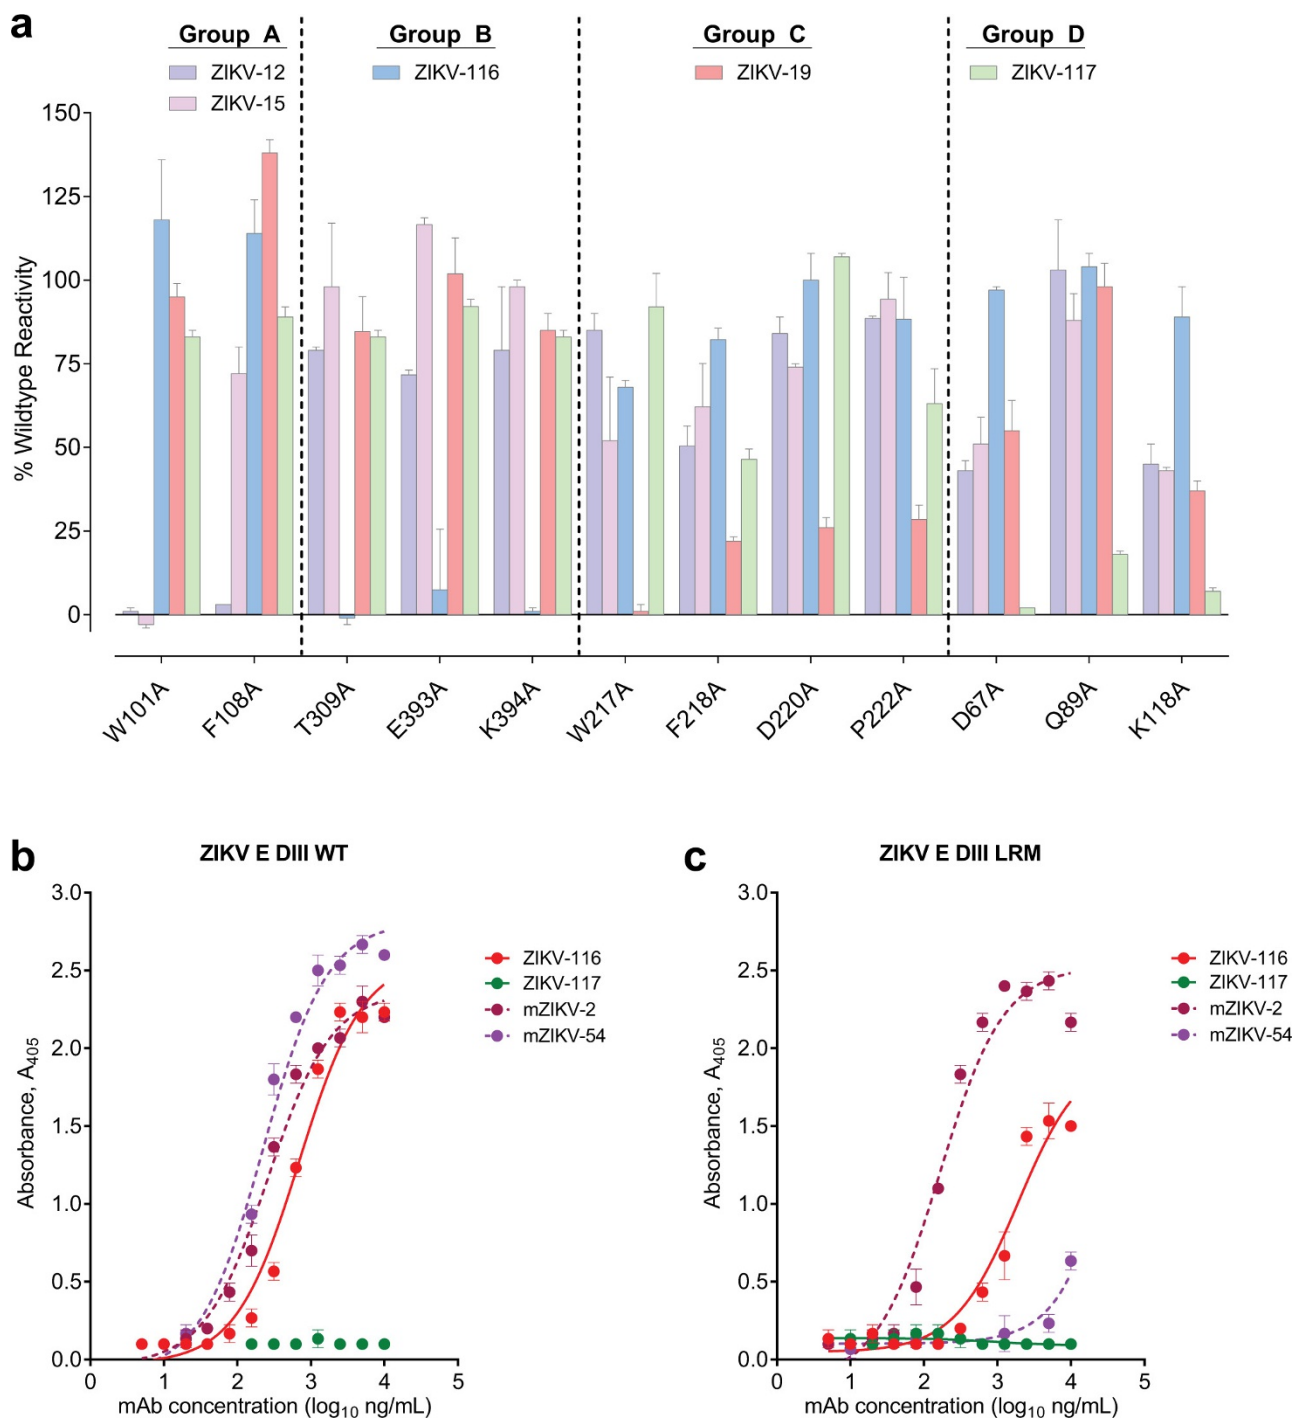 a
Group A
Group B
Group C
Group D
ZIKV-12
ZIKV-116
ZIKV-19
ZIKV-117
ZIKV-15
% Wildtype Reactivity
150
125
100
75
50
25
0
W101A
F108A
T309A
E393A
K394A
W217A
F218A
D220A
P222A
D67A
Q89A
K118A
b
ZIKV E DIII WT
Absorbance, A405
3.0
2.5
2.0
1.5
1.0
0.5
0.0
0 1 2 3 4 5
mAb concentration (log10 ng/mL)
ZIKV-116
ZIKV-117
mZIKV-2
mZIKV-54
c
ZIKV E DIII LRM
Absorbance, A405
3.0
2.5
2.0
1.5
1.0
0.5
0.0
0 1 2 3 4 5
mAb concentration (log10 ng/mL)
ZIKV-116
ZIKV-117
mZIKV-2
mZIKV-54